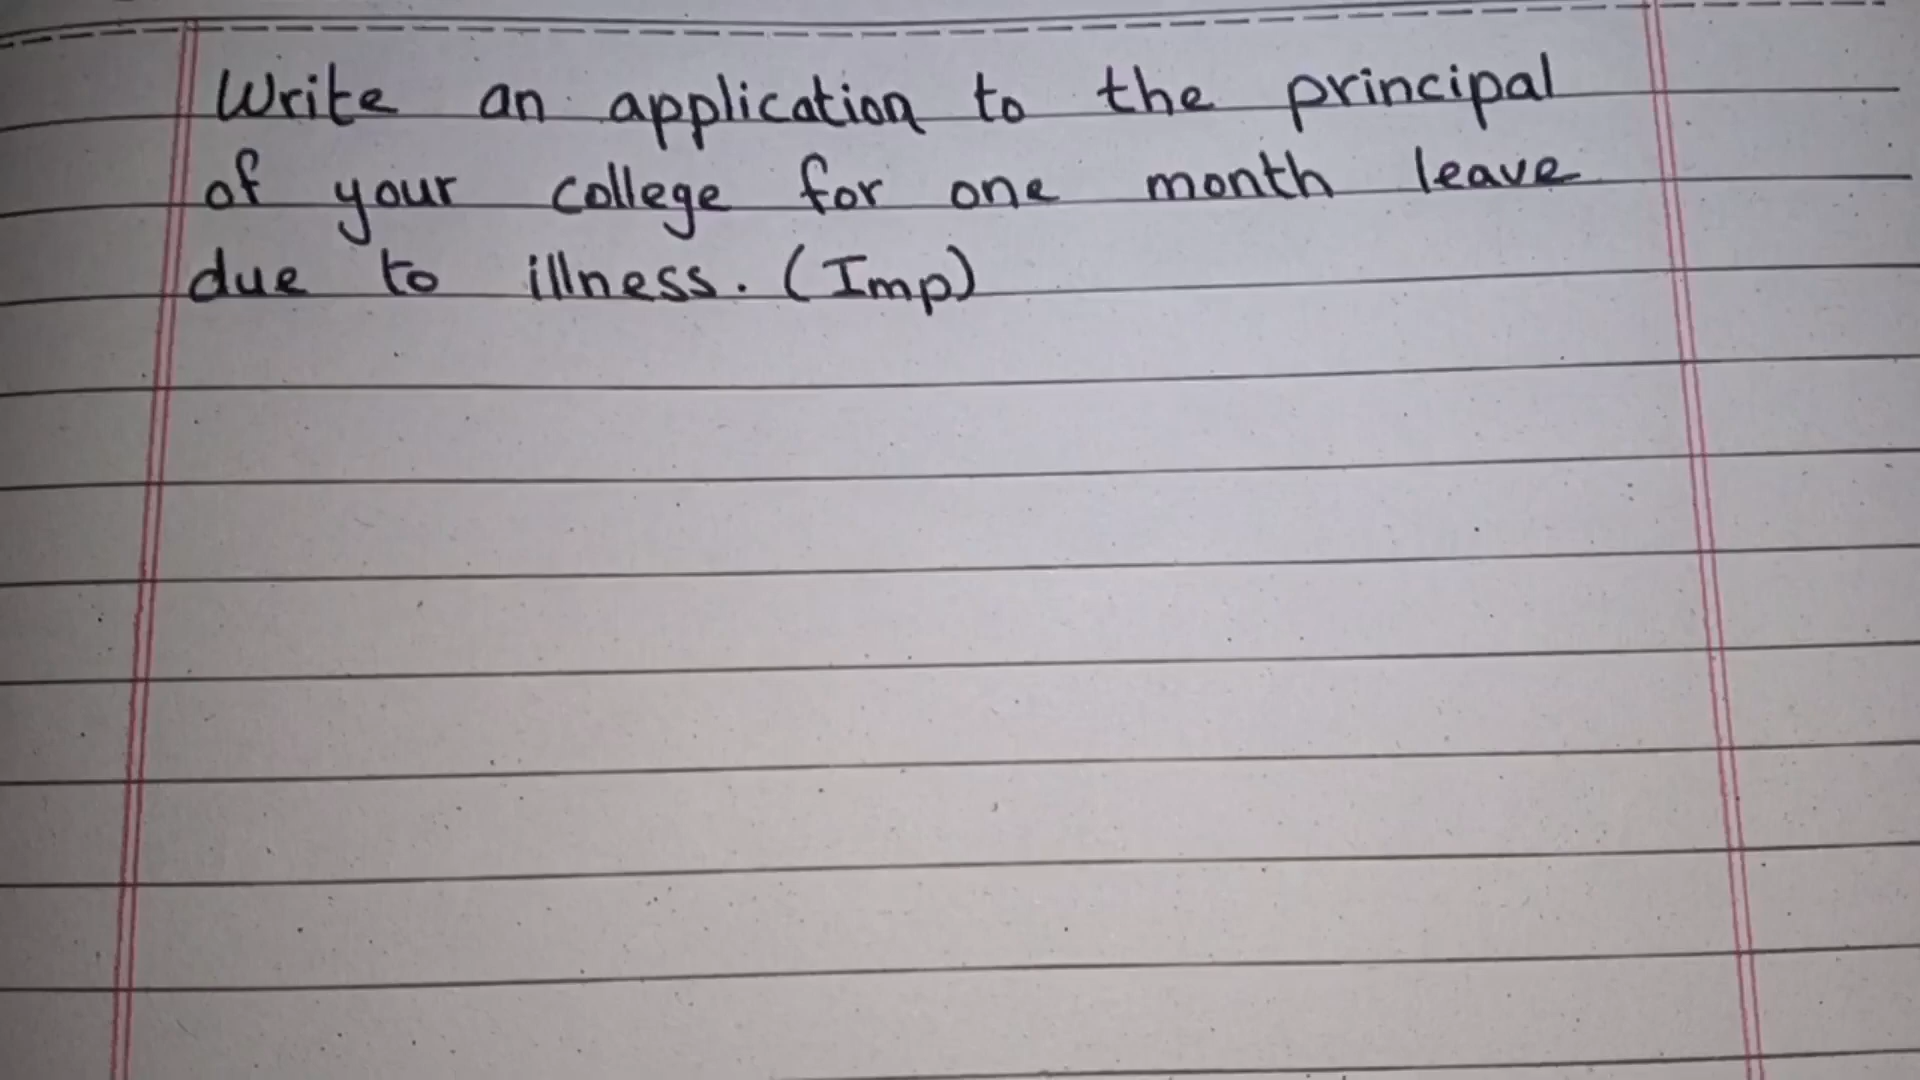 Write an application to the principal
of your college for one month leave
due to illness. (Imp)